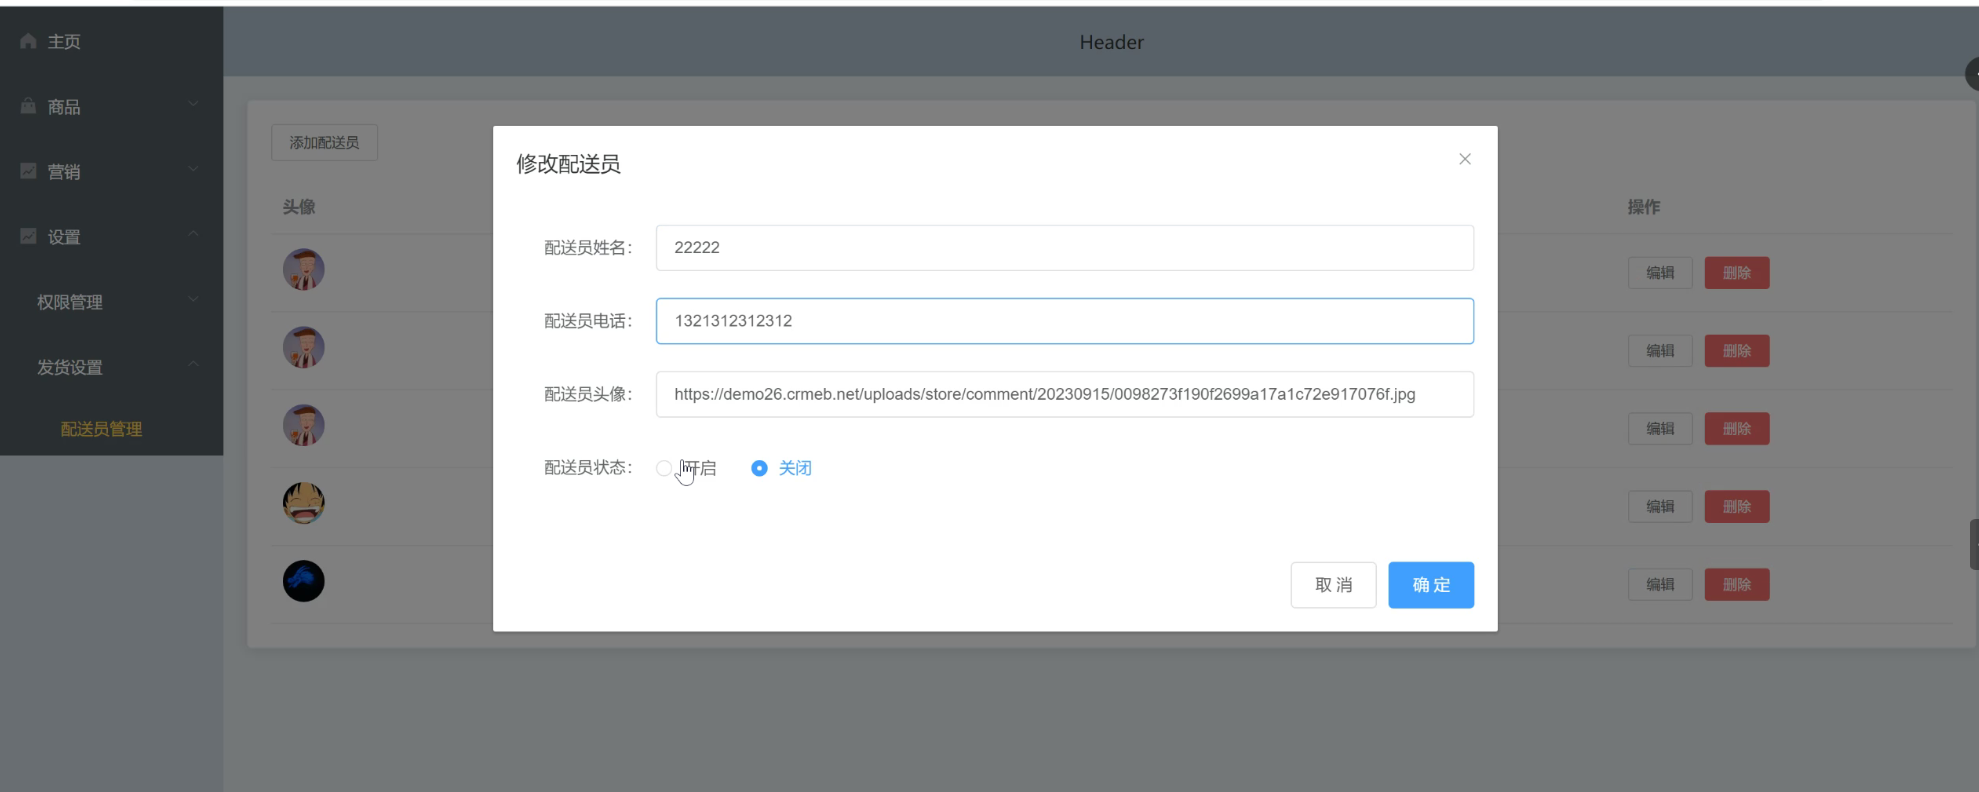 主页
Header
商品
营销
设置
权限管理
发货设置
配送员管理
添加配送员
头像
操作
编辑 删除
编辑 删除
编辑 删除
编辑 删除
编辑 删除
修改配送员
配送员姓名： 22222
配送员电话： 1321312312312
配送员头像： https://demo26.crmeb.net/uploads/store/comment/20230915/0098273f190f2699a17a1c72e917076f.jpg
配送员状态： 开启 关闭
取消 确定